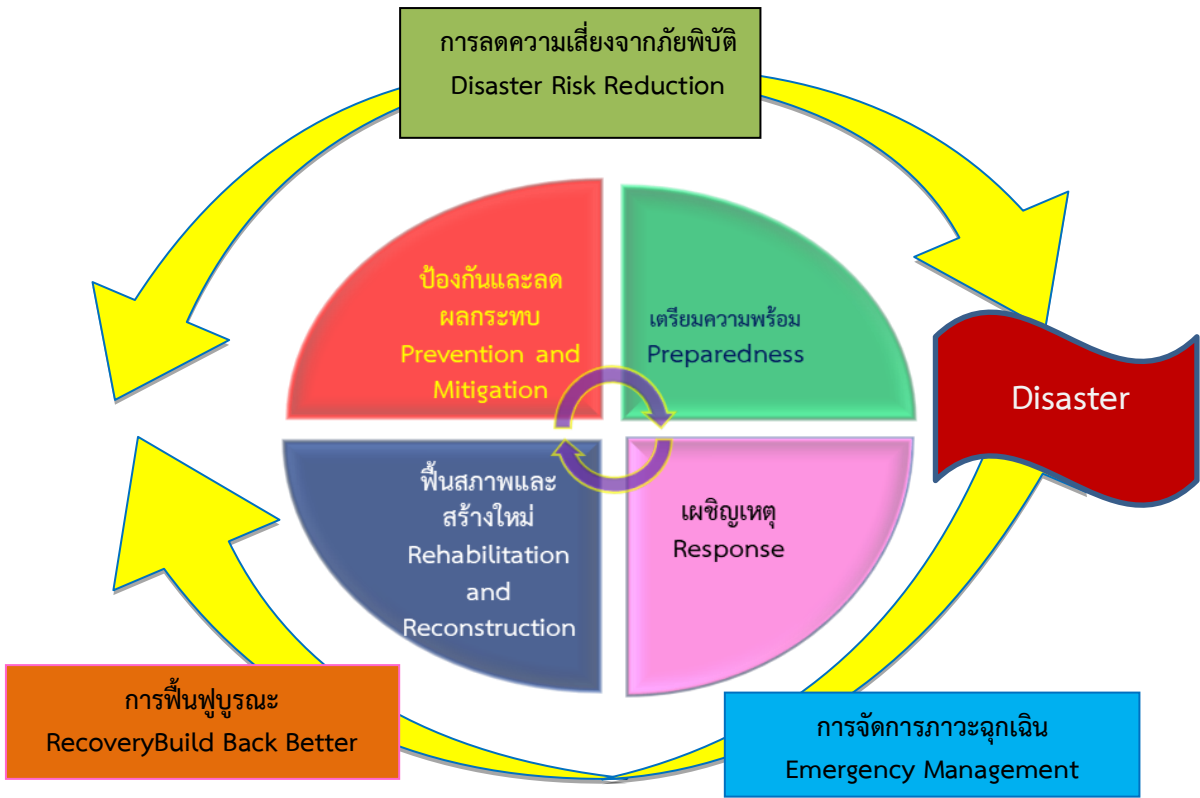 การลดความเสี่ยงจากภัยพิบัติ
Disaster Risk Reduction
ป้องกันและลด
ผลกระทบ
Prevention and
Mitigation
เตรียมความพร้อม
Preparedness
Disaster
ฟื้นสภาพและ
สร้างใหม่
Rehabilitation
and
Reconstruction
เผชิญเหตุ
Response
การฟื้นฟูบูรณะ
RecoveryBuild Back Better
การจัดการภาวะฉุกเฉิน
Emergency Management